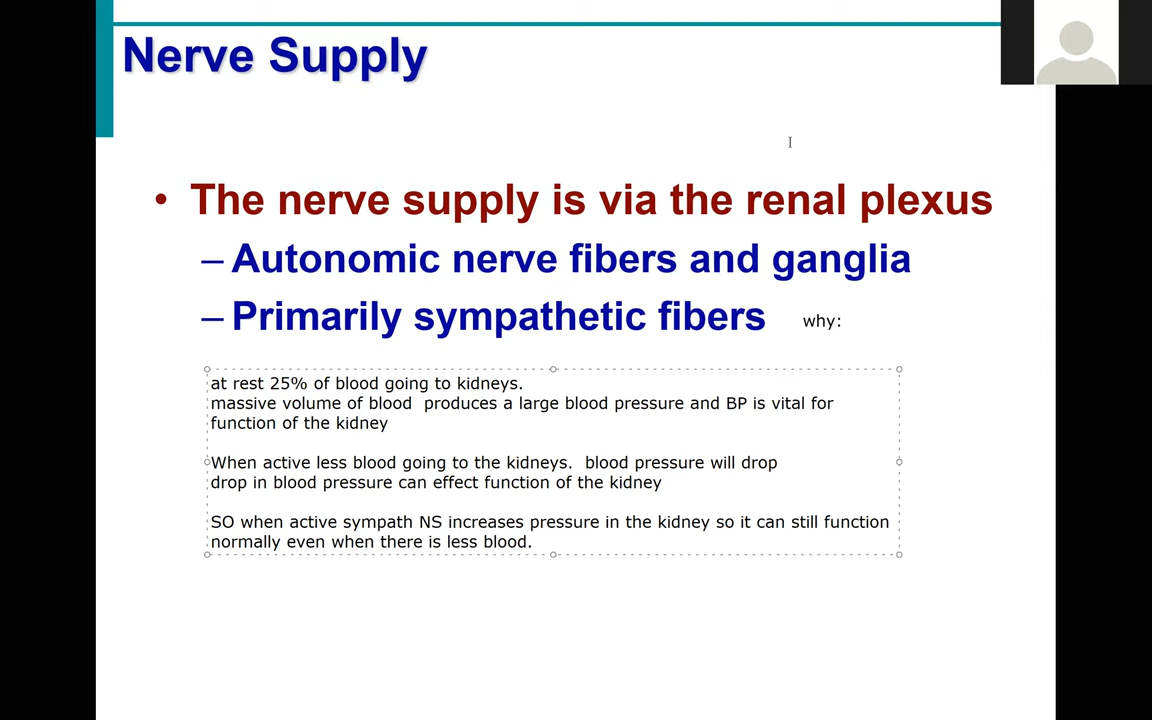 Nerve Supply
• The nerve supply is via the renal plexus
– Autonomic nerve fibers and ganglia
– Primarily sympathetic fibers why:
at rest 25% of blood going to kidneys.
massive volume of blood  produces a large blood pressure and BP is vital for
function of the kidney
When active less blood going to the kidneys.  blood pressure will drop
drop in blood pressure can effect function of the kidney
SO when active sympath NS increases pressure in the kidney so it can still function
normally even when there is less blood.